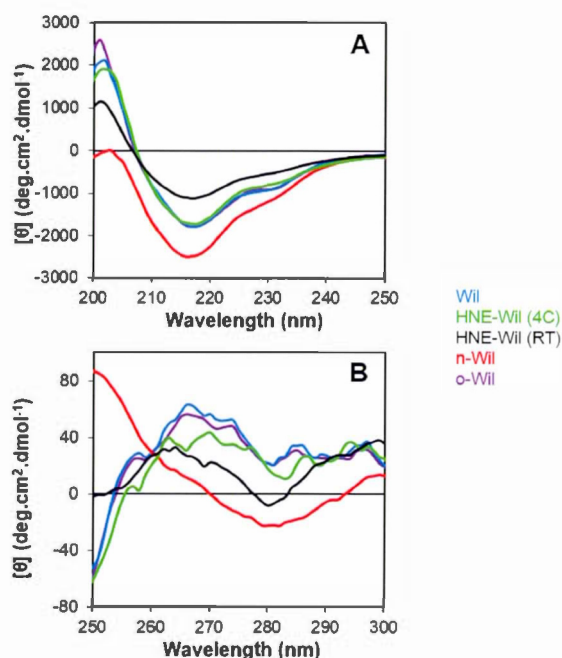 A
3000
2000
1000
0
-1000
-2000
-3000
[θ] (deg.cm².dmol⁻¹)
200 210 220 230 240 250
Wavelength (nm)
Wil
HNE-Wil (4C)
HNE-Wil (RT)
n-Wil
o-Wil
B
80
40
0
-40
-80
[θ] (deg.cm².dmol⁻¹)
250 260 270 280 290 300
Wavelength (nm)